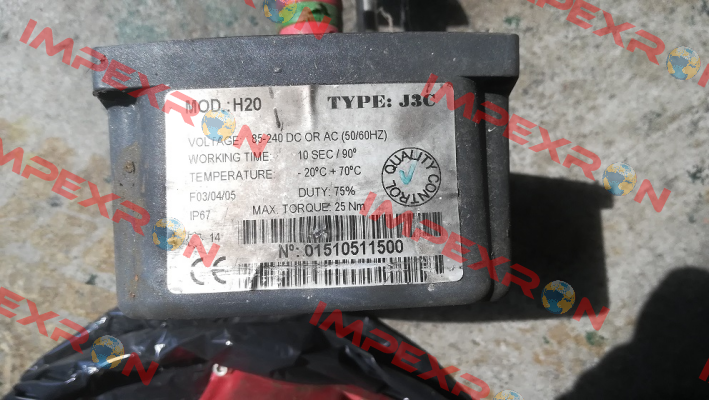 IMPEXRON
IMPEXRON
IMPEXRON
MOD.: H20 TYPE: J3C
VOLTAGE 85-240 DC OR AC (50/60HZ)
WORKING TIME: 10 SEC / 90º
TEMPERATURE - 20ºC + 70ºC
F03/04/05 DUTY: 75%
IP67 MAX. TORQUE: 25 Nm
14
QUALITY CONTROL
Nº: 01510511500
CE
IMPEXRON
IMPEXRON
IMPEXRON
IMPEXRON